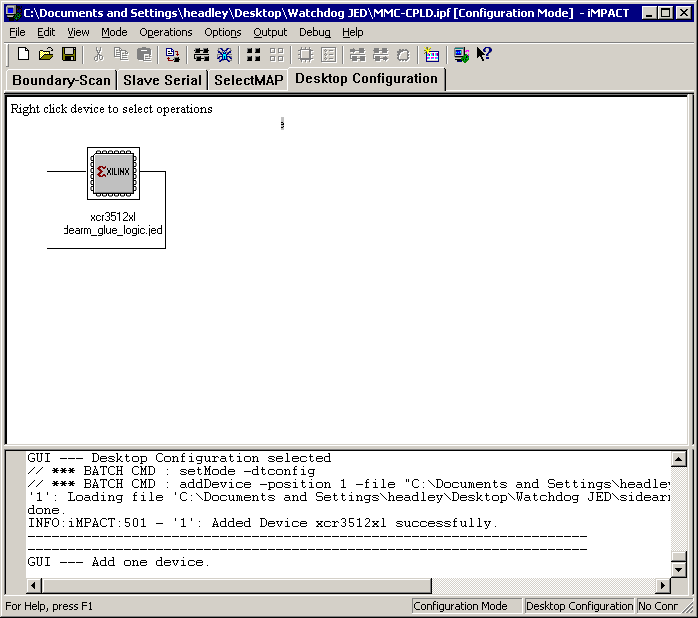 C:\Documents and Settings\headley\Desktop\Watchdog JED\MMC-CPLD.ipf [Configuration Mode] - iMPACT
File Edit View Mode Operations Options Output Debug Help
Boundary-Scan Slave Serial SelectMAP Desktop Configuration
Right click device to select operations
XILINX
xcr3512xl
dearm_glue_logic.jed
GUI --- Desktop Configuration selected
// *** BATCH CMD : setMode -dtconfig
// *** BATCH CMD : addDevice -position 1 -file "C:\Documents and Settings\headley
'1': Loading file 'C:\Documents and Settings\headley\Desktop\Watchdog JED\sidearm
done.
INFO:iMPACT:501 - '1': Added Device xcr3512xl successfully.
----------------------------------------------------------------------
----------------------------------------------------------------------
GUI --- Add one device.
For Help, press F1 Configuration Mode Desktop Configuration No Conr